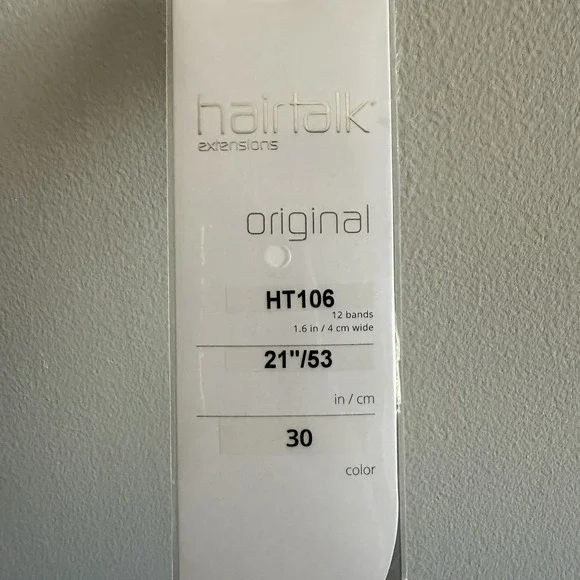 hairtalk®
extensions
original
HT106
12 bands
1.6 in / 4 cm wide
21"/53
in / cm
30
color